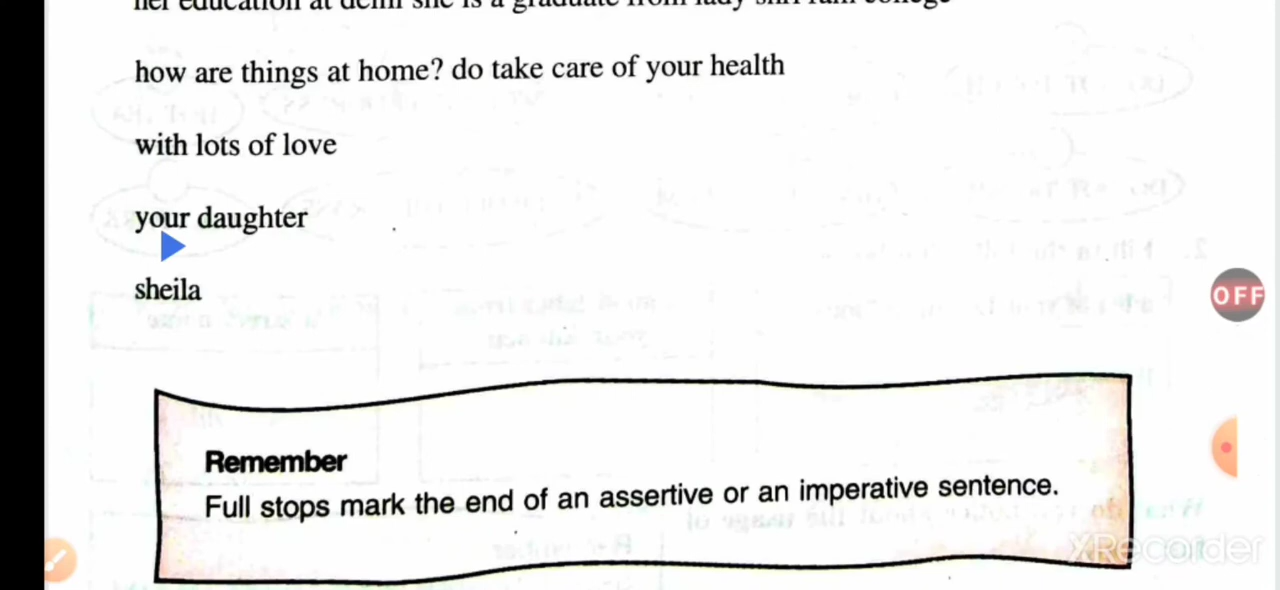 her education at delhi she is a graduate from lady shri ram college
how are things at home? do take care of your health
with lots of love
your daughter
sheila
Remember
Full stops mark the end of an assertive or an imperative sentence.
OFF
XRecorder